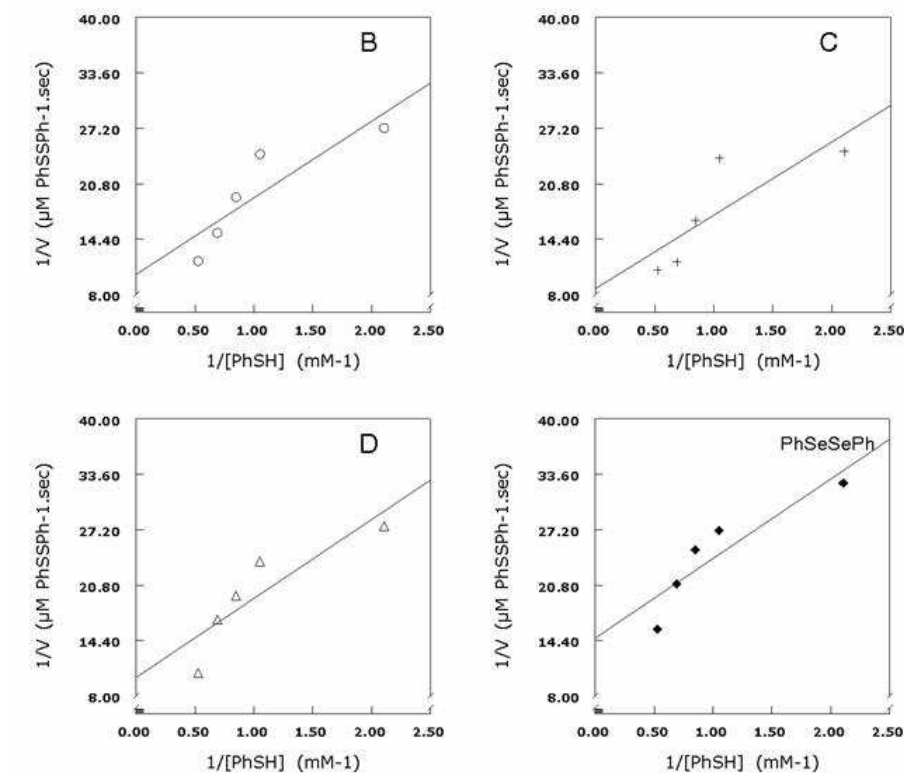 40.00
33.60
27.20
20.80
14.40
8.00
1/V (µM PhSSPh-1.sec)
B
0.00 0.50 1.00 1.50 2.00 2.50
1/[PhSH] (mM-1)
40.00
33.60
27.20
20.80
14.40
8.00
1/V (µM PhSSPh-1.sec)
C
0.00 0.50 1.00 1.50 2.00 2.50
1/[PhSH] (mM-1)
40.00
33.60
27.20
20.80
14.40
8.00
1/V (µM PhSSPh-1.sec)
D
0.00 0.50 1.00 1.50 2.00 2.50
1/[PhSH] (mM-1)
40.00
33.60
27.20
20.80
14.40
8.00
1/V (µM PhSSPh-1.sec)
PhSeSePh
0.00 0.50 1.00 1.50 2.00 2.50
1/[PhSH] (mM-1)